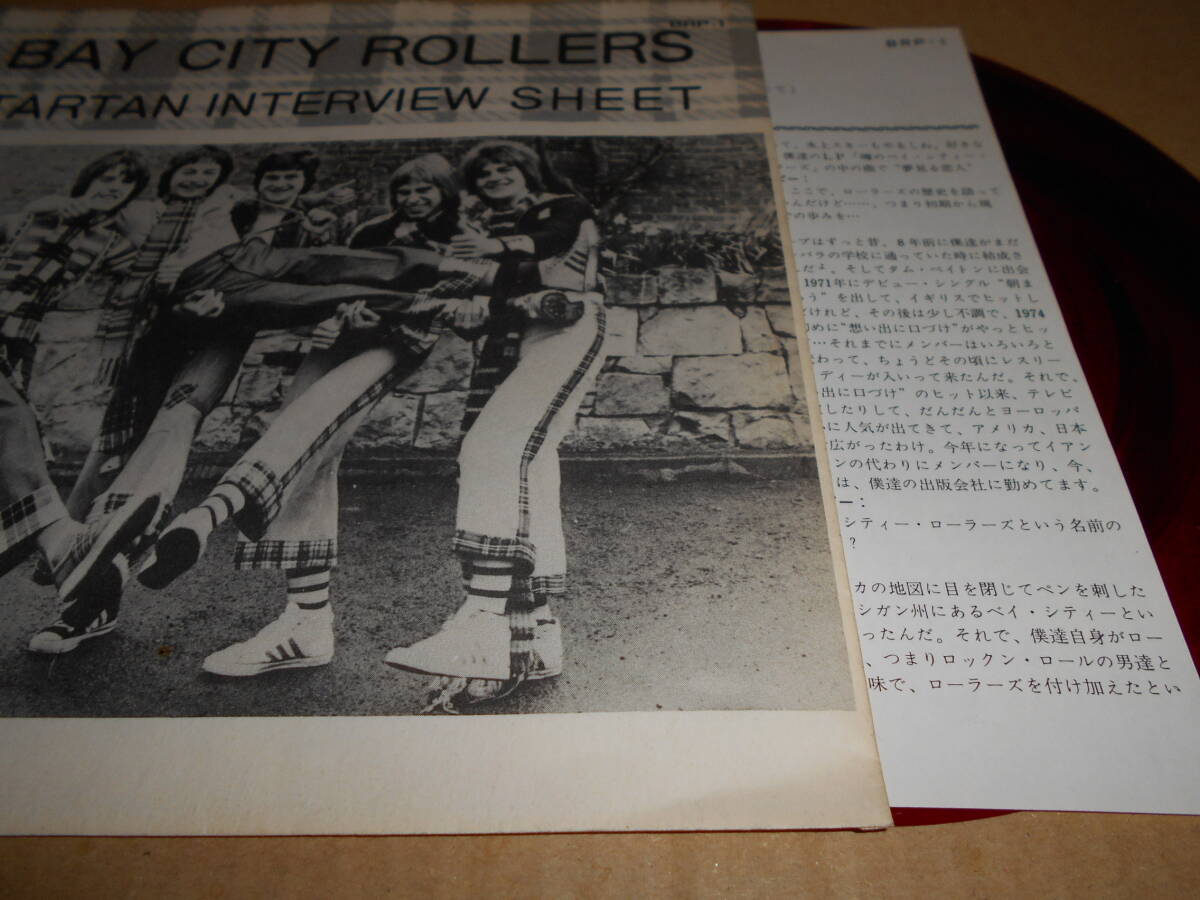 BRP-1
BAY CITY ROLLERS
TARTAN INTERVIEW SHEET
BRP-1
て)
て、水上スキーもやるしね。好きな
僕達のLP「噂のベイ・シティー・
ーズ」の中の曲で“夢見る恋人”
ー：
ここで、ローラーズの歴史を語って
んだけど……、つまり初期から現
での歩みを…
ープはずっと昔、8年前に僕達がまだ
バラの学校に通っていた時に結成さ
んだよ。そしてタム・ペイトンに出会
1971年にデビュー・シングル“朝ま
う”を出して、イギリスでヒットし
だけれど、その後は少し不調で、1974
初めに“想い出に口づけ”がやっとヒッ
…それまでにメンバーはいろいろと
変わって、ちょうどその頃にレスリー
ディーが入いって来たんだ。それで、
出に口づけ”のヒット以来、テレビ
したりして、だんだんとヨーロッパ
に人気が出てきて、アメリカ、日本
広がったわけ。今年になってイアン
ンの代わりにメンバーになり、今、
は、僕達の出版会社に勤めてます。
ー：
シティー・ローラーズという名前の
？
カの地図に目を閉じてペンを刺した
シガン州にあるベイ・シティーとい
ったんだ。それで、僕達自身がロー
、つまりロックン・ロールの男達と
味で、ローラーズを付け加えたとい